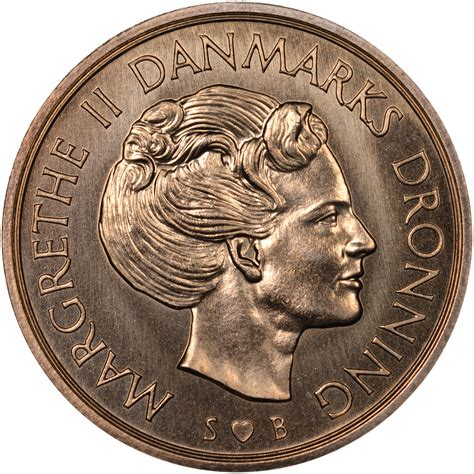 MARGRETHE II DANMARKS DRONNING
S ♥ B